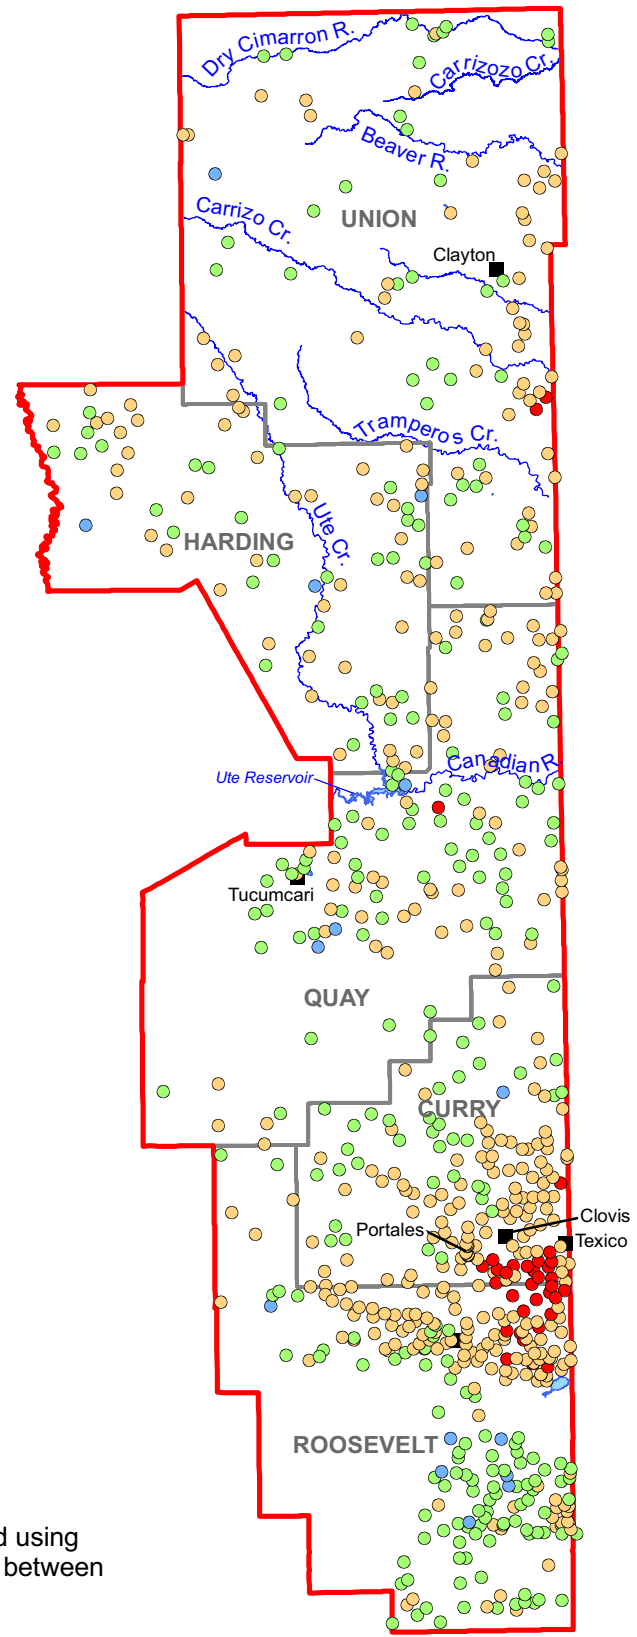 Dry Cimarron R.
Carrizozo Cr.
Beaver R.
Carrizo Cr.
UNION
Clayton
Tramperos Cr.
Ute Cr.
HARDING
Canadian R.
Ute Reservoir
Tucumcari
QUAY
CURRY
Clovis
Portales
Texico
ROOSEVELT
d using
between